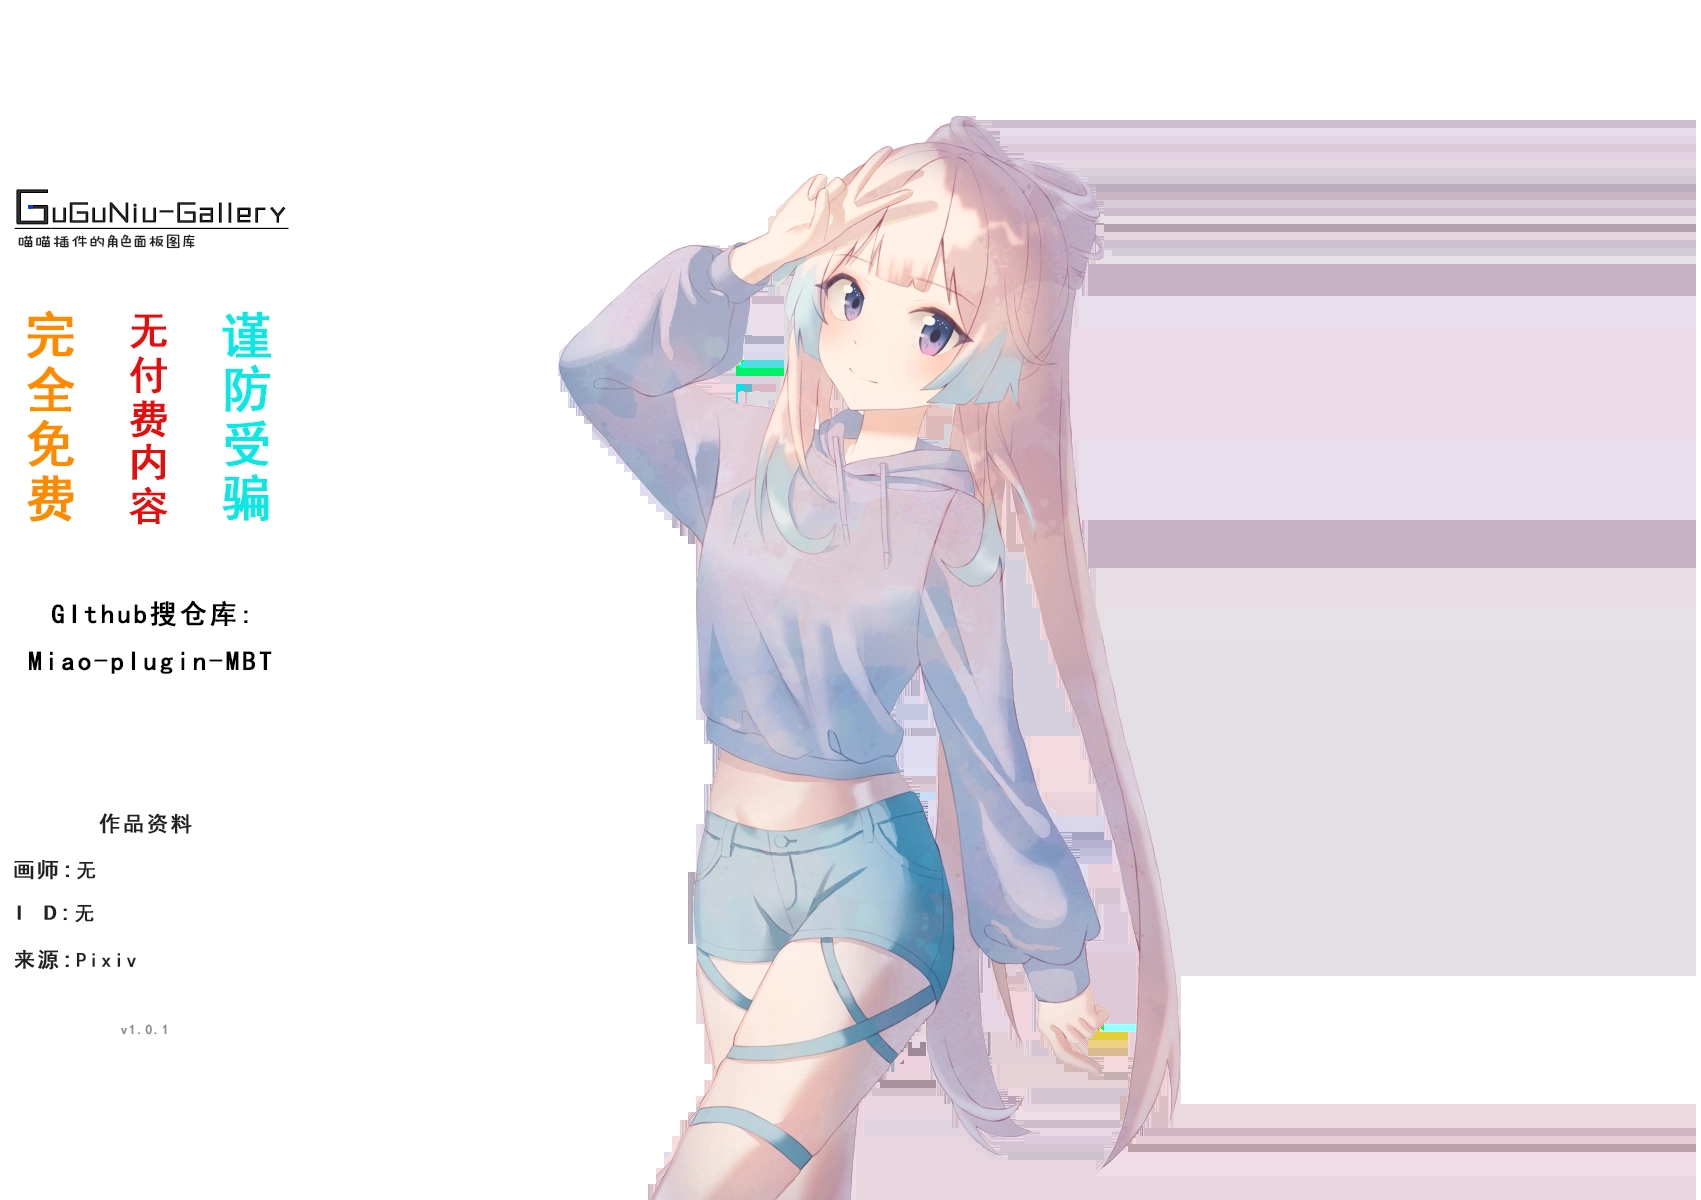 GuGuNiu-Gallery
喵喵插件的角色面板图库
完全免费
无付费内容
谨防受骗
GIthub搜仓库:
Miao-plugin-MBT
作品资料
画师:无
I D:无
来源:Pixiv
v1.0.1